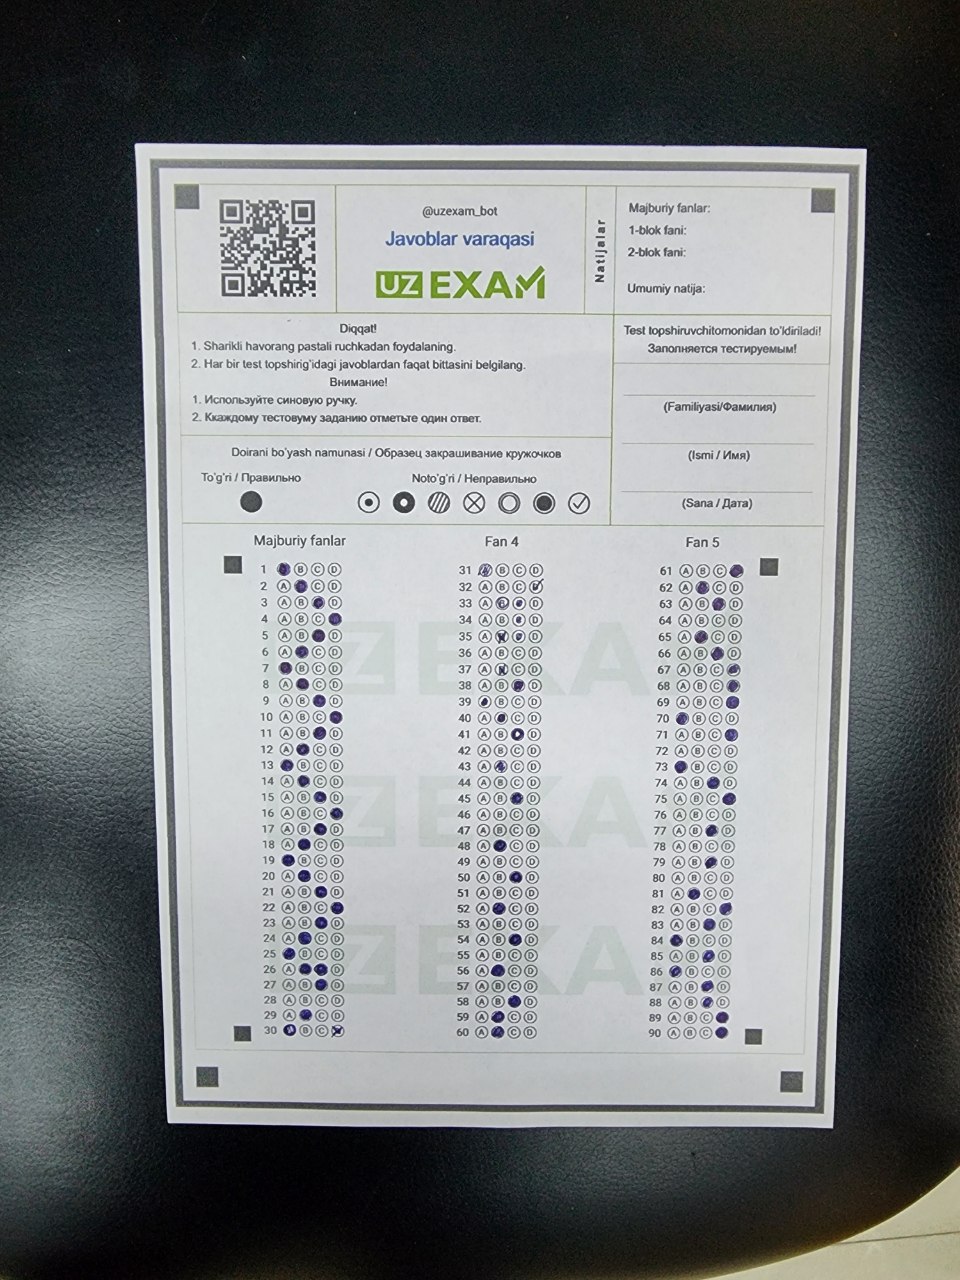 @uzexam_bot
Javoblar varaqasi
UZ EXAM
Natijalar
Majburiy fanlar:
1-blok fani:
2-blok fani:
Umumiy natija:
Diqqat!
1. Sharikli havorang pastali ruchkadan foydalaning.
2. Har bir test topshirig'idagi javoblardan faqat bittasini belgilang.
Внимание!
1. Используйте синовую ручку.
2. Ккаждому тестовуму заданию отметьте один ответ.
Test topshiruvchitomonidan to'ldiriladi!
Заполняется тестируемым!
(Familiyasi/Фамилия)
(Ismi / Имя)
(Sana / Дата)
Doirani bo'yash namunasi / Образец закрашивание кружочков
To'g'ri / Правильно
Noto'g'ri / Неправильно
Majburiy fanlar
1 B C D
2 A C D
3 A B D
4 A B C
5 A B D
6 A C D
7 B C D
8 A C D
9 A B D
10 A B C
11 A B D
12 A C D
13 B C D
14 A C D
15 A B D
16 A B C
17 A B D
18 A C D
19 B C D
20 A C D
21 A B D
22 A B C
23 A B D
24 A C D
25 B C D
26 A D
27 A B D
28 A B C D
29 A C D
30 B C
Fan 4
31 B C D
32 A B C
33 A D
34 A B D
35 A D
36 A B C D
37 A C D
38 A B D
39 B C D
40 A C D
41 A B D
42 A B C D
43 A C D
44 A B C D
45 A B D
46 A B C D
47 A B C D
48 A C D
49 A B C D
50 A B D
51 A B C D
52 A C D
53 A B C D
54 A B D
55 A B C D
56 A C D
57 A B C D
58 A B D
59 A C D
60 A C D
Fan 5
61 A B C
62 A C D
63 A B D
64 A B C D
65 A C D
66 A B D
67 A B C
68 A B C
69 A B C
70 B C D
71 A B C
72 A B C D
73 B C D
74 A B D
75 A B C
76 A B C D
77 A B D
78 A B C D
79 A B D
80 A B C D
81 A C D
82 A B C
83 A B D
84 B C D
85 A B D
86 B C D
87 A B D
88 A B D
89 A B C
90 A B C